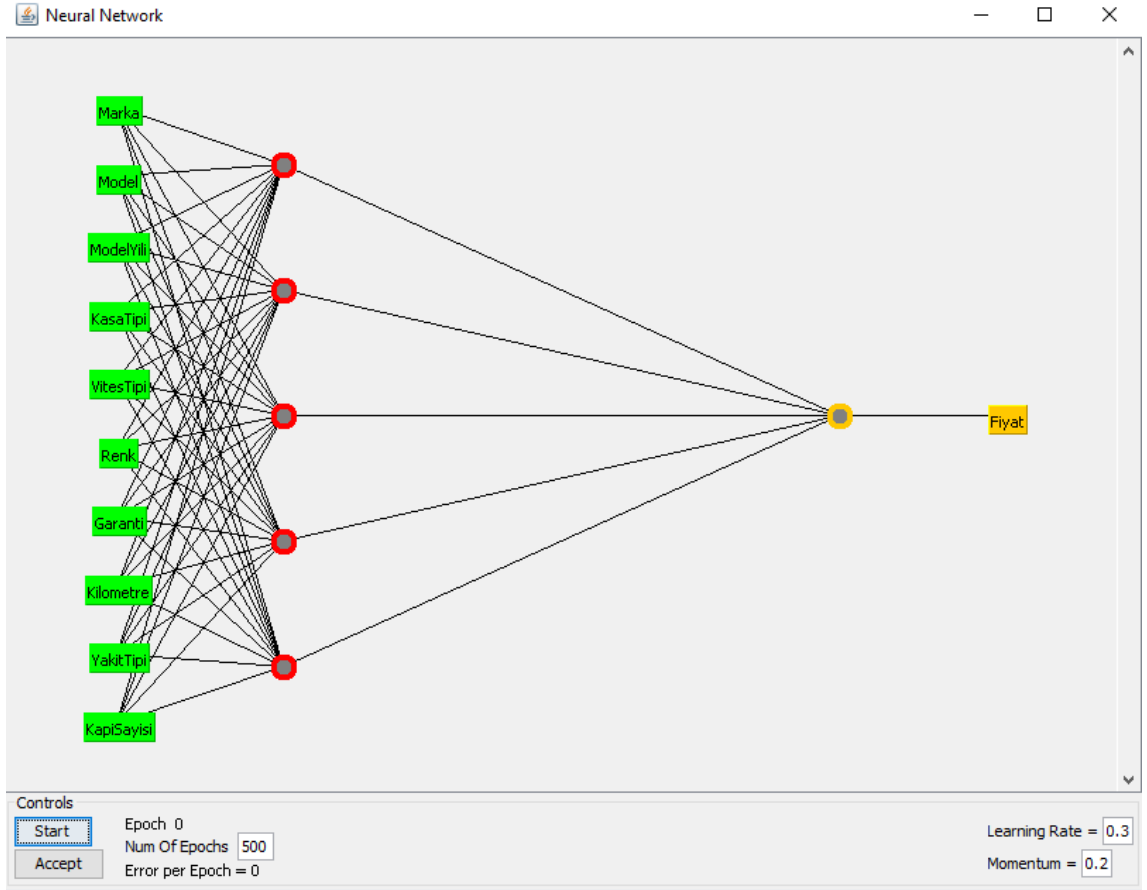 Neural Network
Marka
Model
ModelYili
KasaTipi
VitesTipi
Renk
Garanti
Kilometre
YakitTipi
KapiSayisi
Fiyat
Controls
Start
Accept
Epoch 0
Num Of Epochs 500
Error per Epoch = 0
Learning Rate = 0.3
Momentum = 0.2